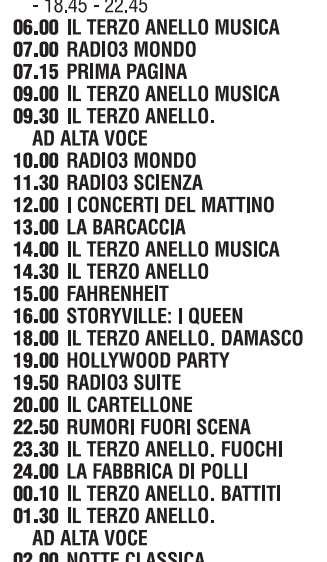 - 18.45 - 22.45
06.00 IL TERZO ANELLO MUSICA
07.00 RADIO3 MONDO
07.15 PRIMA PAGINA
09.00 IL TERZO ANELLO MUSICA
09.30 IL TERZO ANELLO.
AD ALTA VOCE
10.00 RADIO3 MONDO
11.30 RADIO3 SCIENZA
12.00 I CONCERTI DEL MATTINO
13.00 LA BARCACCIA
14.00 IL TERZO ANELLO MUSICA
14.30 IL TERZO ANELLO
15.00 FAHRENHEIT
16.00 STORYVILLE: I QUEEN
18.00 IL TERZO ANELLO. DAMASCO
19.00 HOLLYWOOD PARTY
19.50 RADIO3 SUITE
20.00 IL CARTELLONE
22.50 RUMORI FUORI SCENA
23.30 IL TERZO ANELLO. FUOCHI
24.00 LA FABBRICA DI POLLI
00.10 IL TERZO ANELLO. BATTITI
01.30 IL TERZO ANELLO.
AD ALTA VOCE
02.00 NOTTE CLASSICA